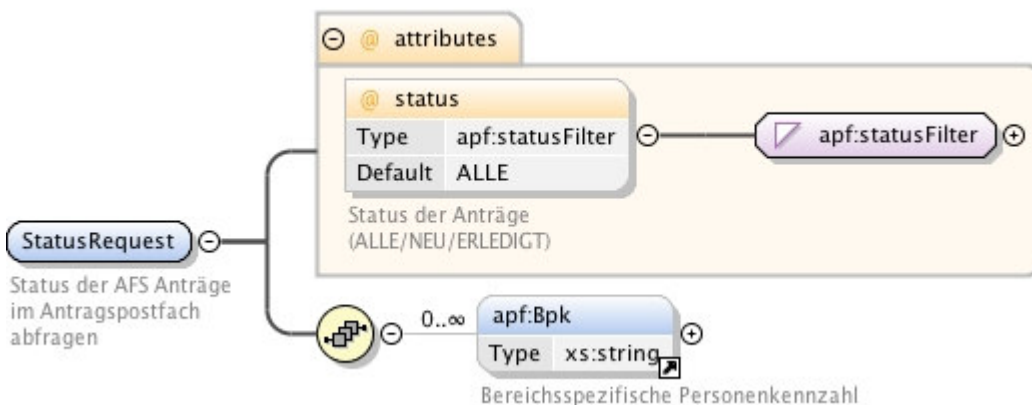 @ attributes
@ status
Type apf:statusFilter
Default ALLE
apf:statusFilter
Status der Anträge
(ALLE/NEU/ERLEDIGT)
StatusRequest
Status der AFS Anträge
im Antragspostfach
abfragen
0..∞
apf:Bpk
Type xs:string
Bereichsspezifische Personenkennzahl